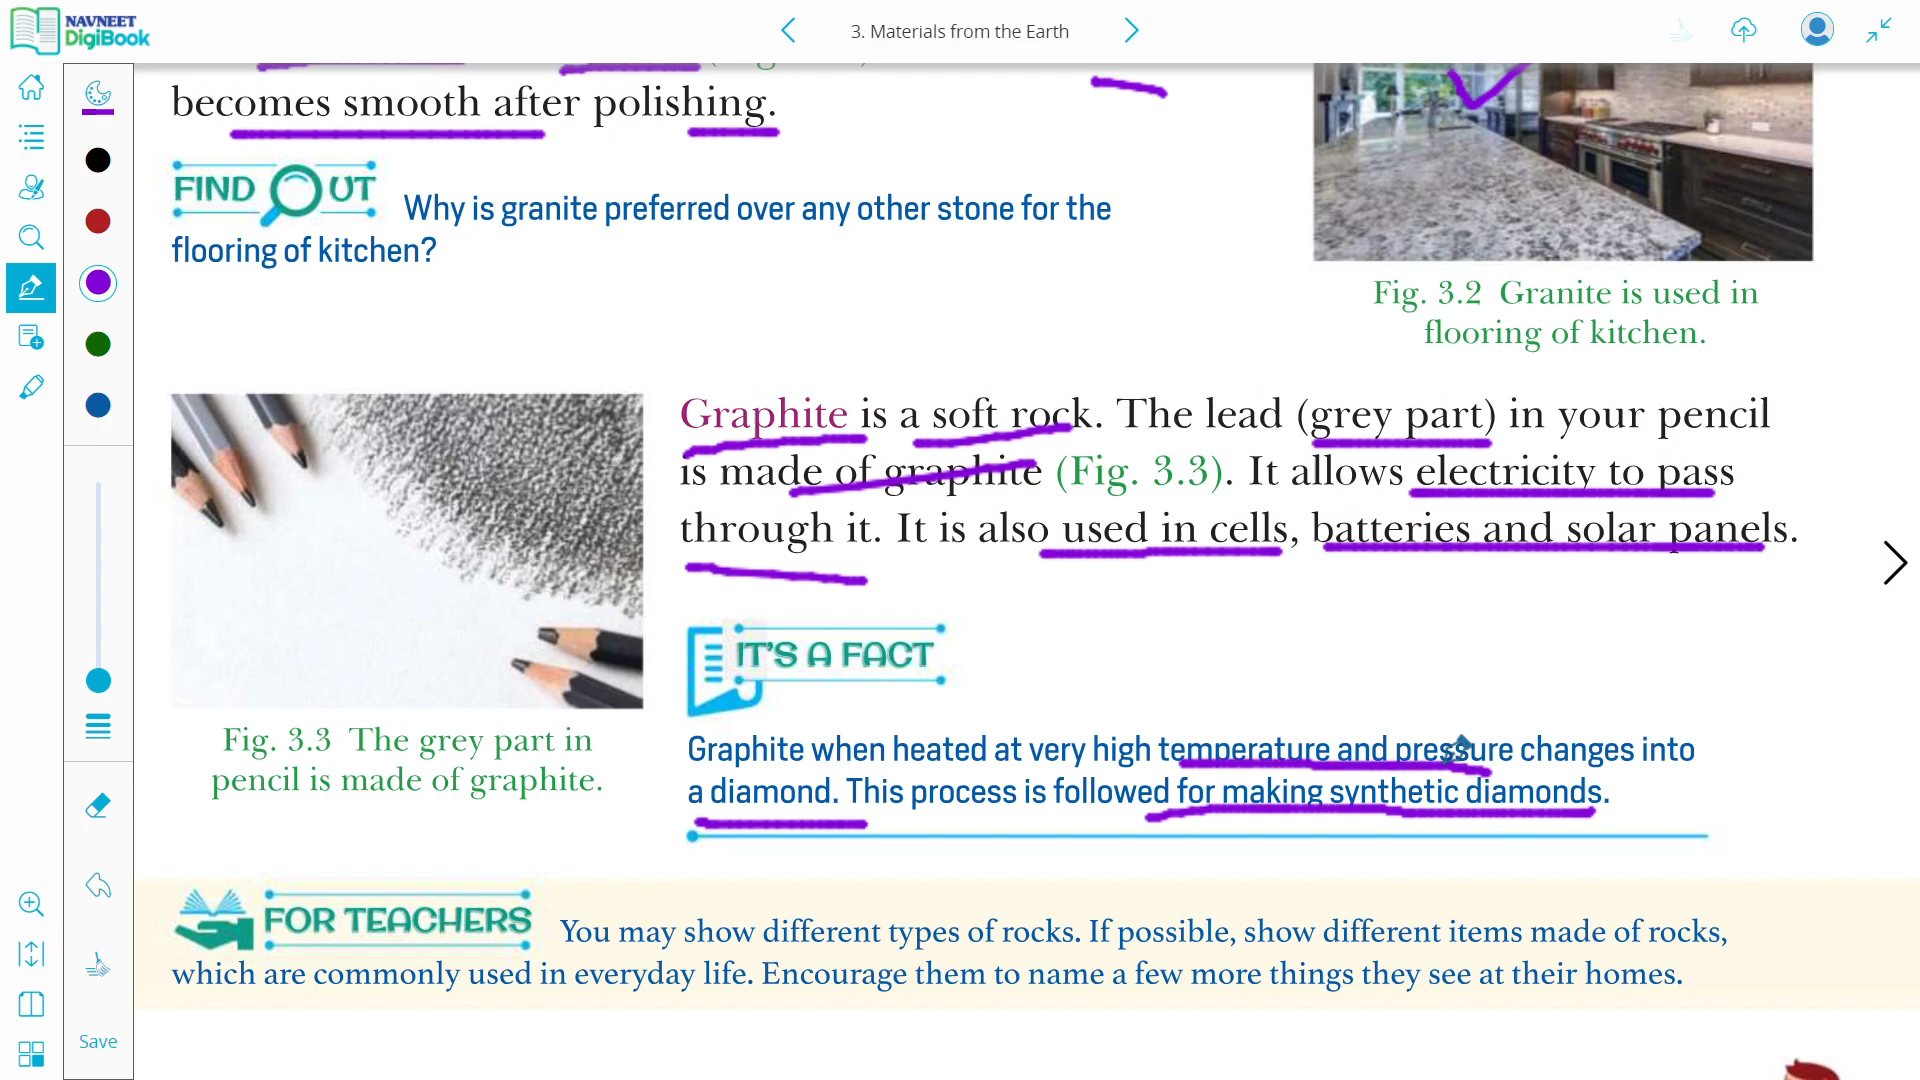 NAVNEET
DigiBook
3. Materials from the Earth
becomes smooth after polishing.
FIND OUT Why is granite preferred over any other stone for the
flooring of kitchen?
Fig. 3.2 Granite is used in
flooring of kitchen.
Graphite is a soft rock. The lead (grey part) in your pencil
is made of graphite (Fig. 3.3). It allows electricity to pass
through it. It is also used in cells, batteries and solar panels.
IT'S A FACT
Fig. 3.3 The grey part in
pencil is made of graphite.
Graphite when heated at very high temperature and pressure changes into
a diamond. This process is followed for making synthetic diamonds.
FOR TEACHERS You may show different types of rocks. If possible, show different items made of rocks,
which are commonly used in everyday life. Encourage them to name a few more things they see at their homes.
Save